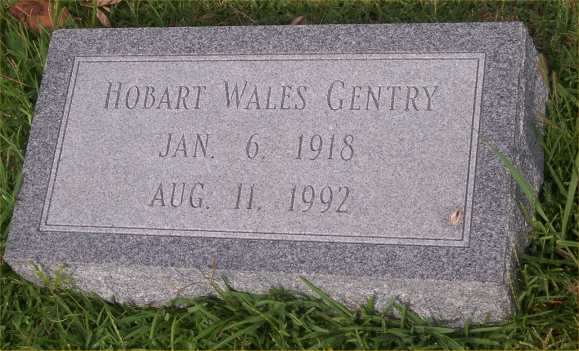 HOBART WALES GENTRY
JAN. 6, 1918
AUG. 11, 1992